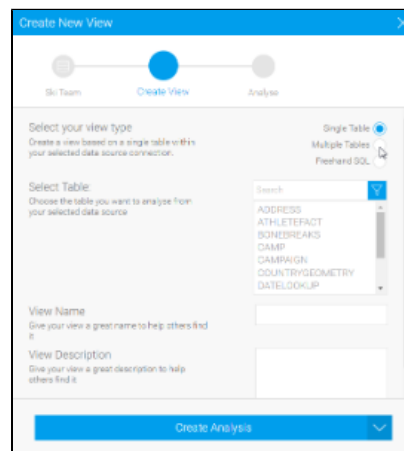 Create New View
Ski Team
Create View
Analyse
Select your view type
Create a view based on a single table within
your selected data source connection.
Single Table
Multiple Tables
Freehand SQL
Select Table:
Choose the table you want to analyse from
your selected data source
Search
ADDRESS
ATHLETEFACT
BONEBREAKS
CAMP
CAMPAIGN
COUNTRYGEOMETRY
DATELOOKUP
View Name
Give your view a great name to help others find
it
View Description
Give your view a great description to help
others find it
Create Analysis